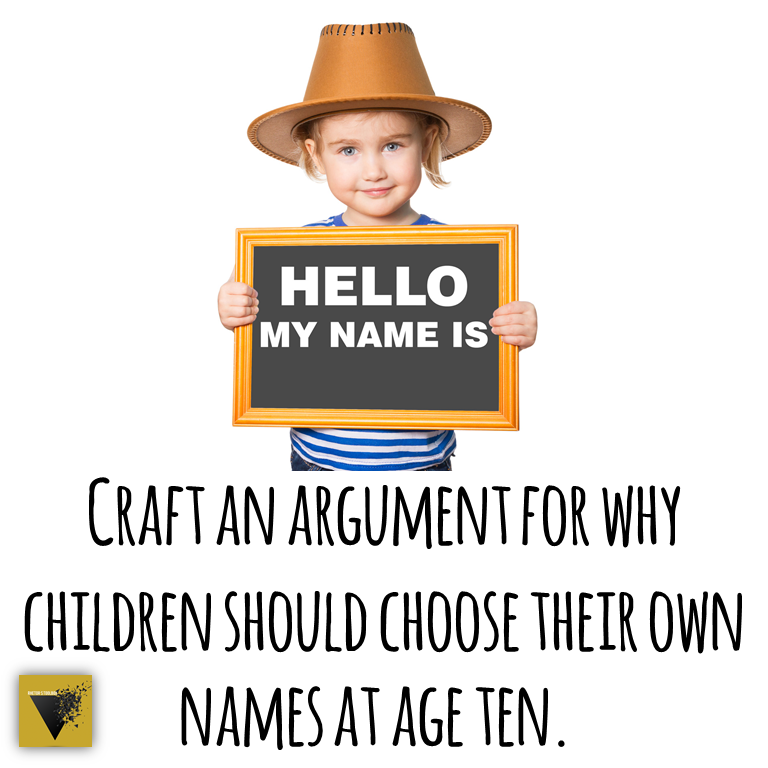 HELLO
MY NAME IS
CRAFT AN ARGUMENT FOR WHY
CHILDREN SHOULD CHOOSE THEIR OWN
NAMES AT AGE TEN.